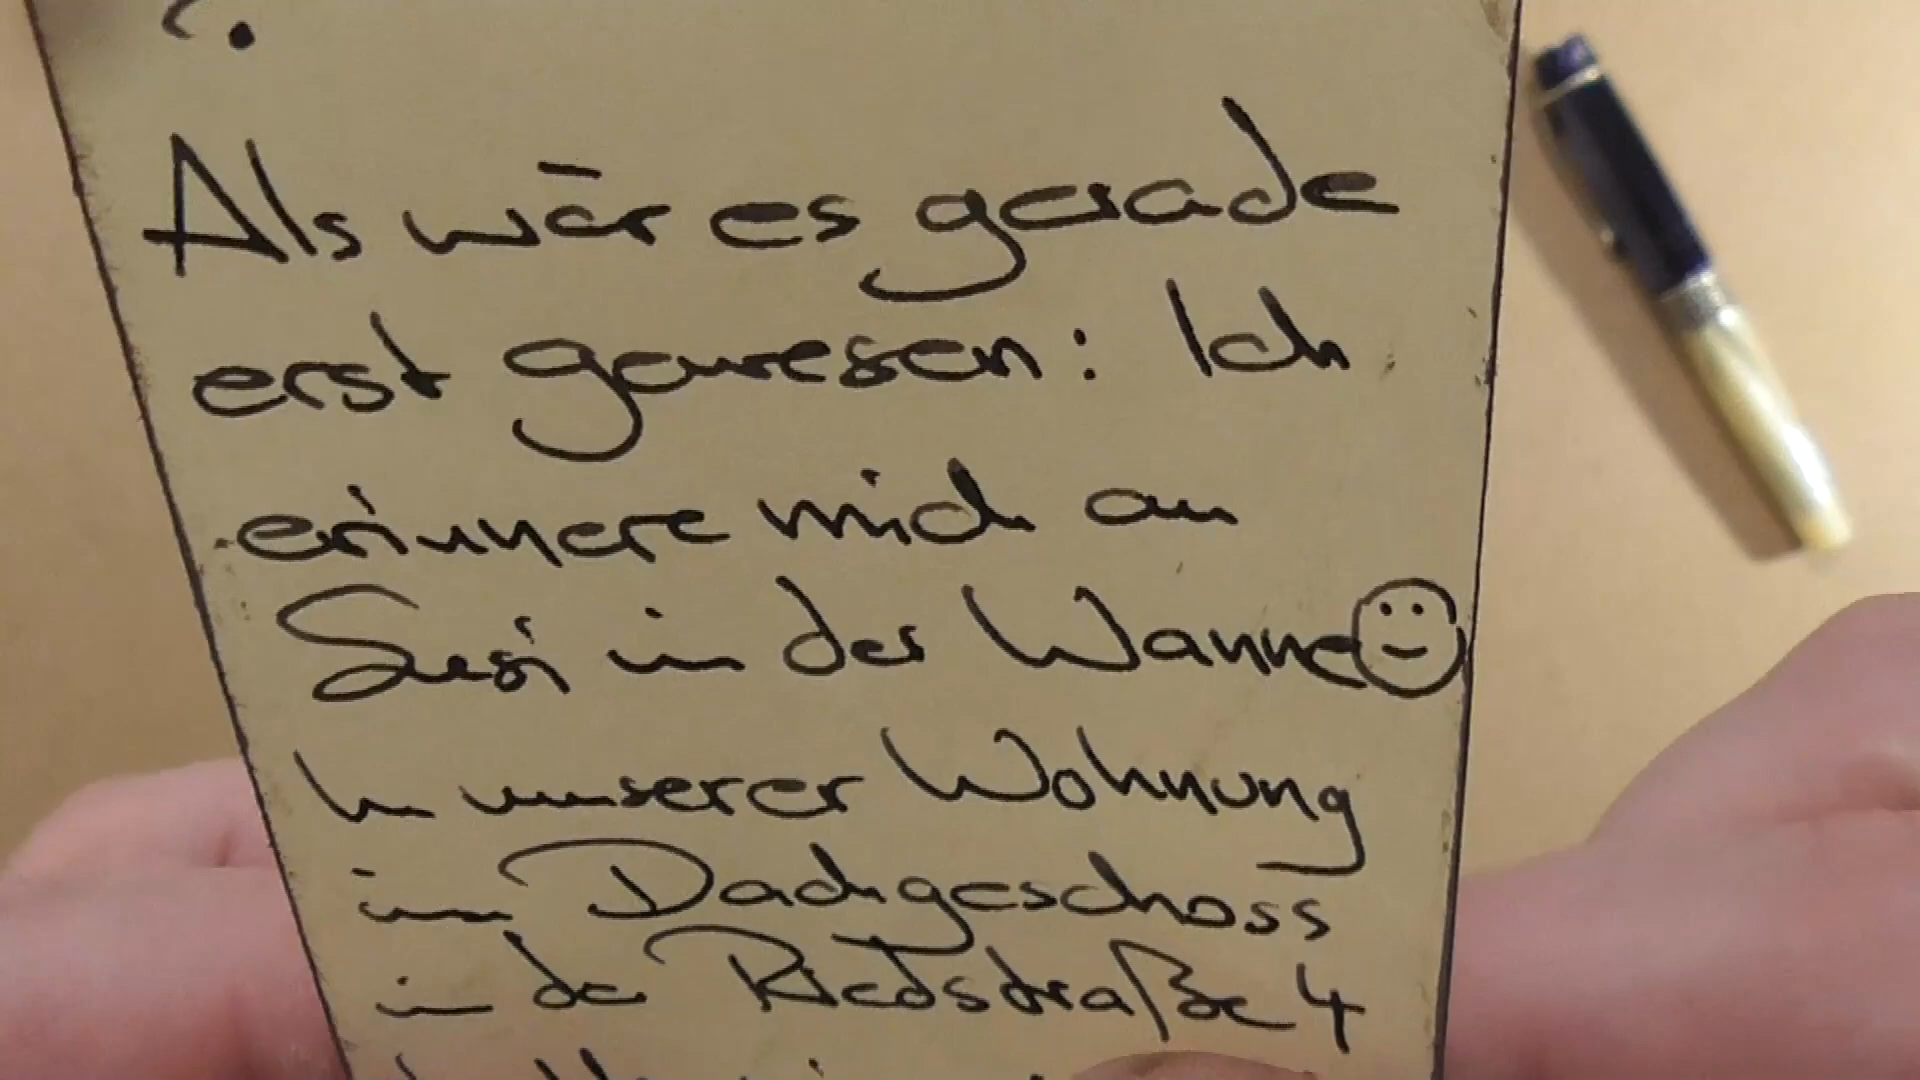 Als wär es gerade
erst gewesen: Ich
erinnere mich an
Susi in der Wanne☺
In unserer Wohnung
im Dachgeschoss
in der Riedstraße 4